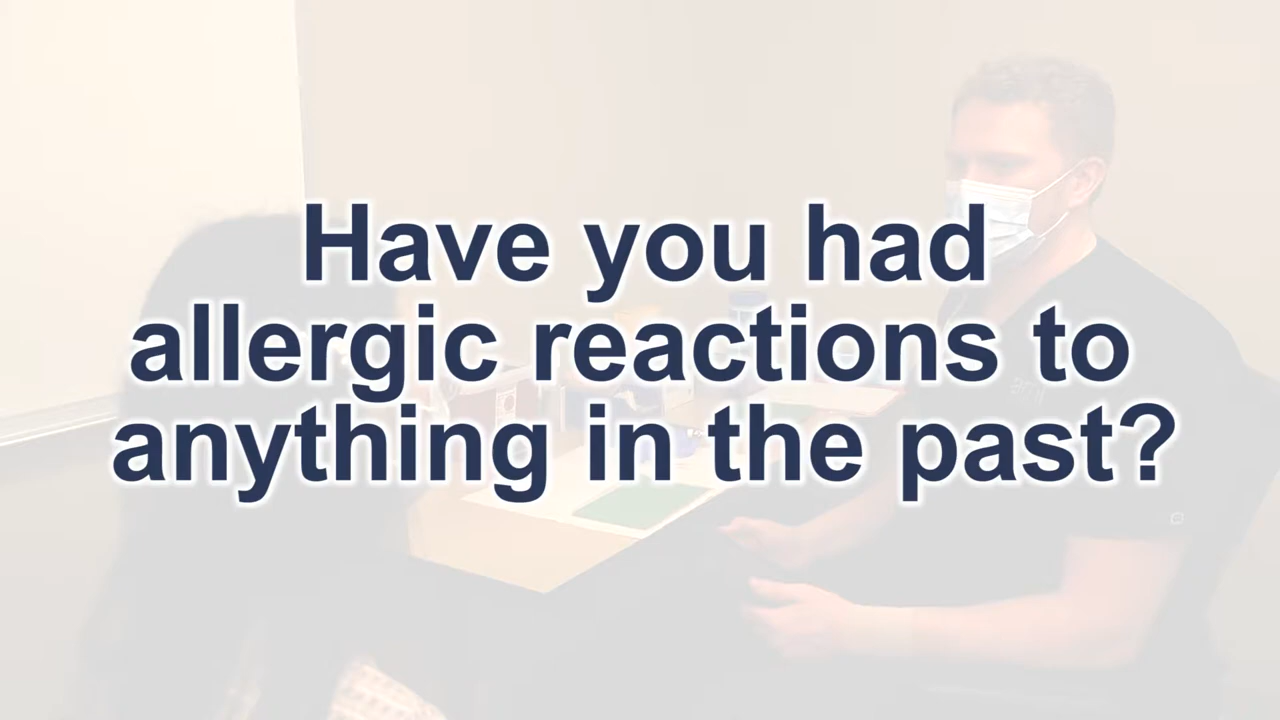 Have you had
allergic reactions to
anything in the past?